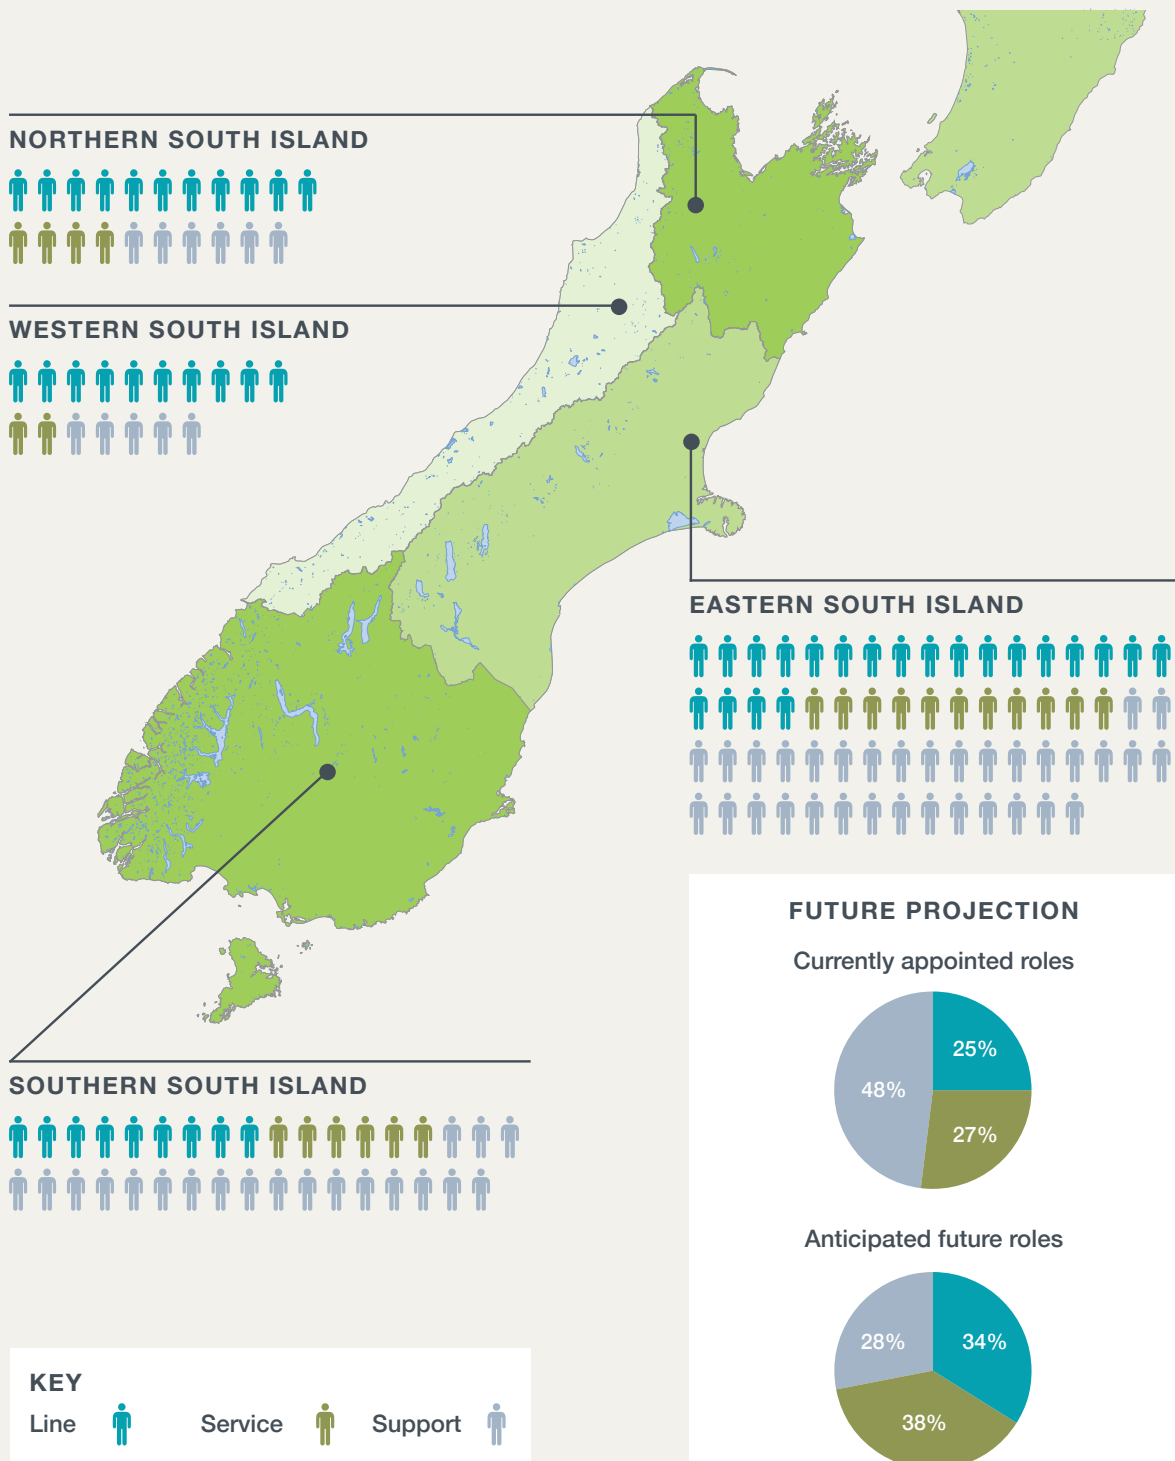 NORTHERN SOUTH ISLAND
WESTERN SOUTH ISLAND
EASTERN SOUTH ISLAND
SOUTHERN SOUTH ISLAND
FUTURE PROJECTION
Currently appointed roles
25%
48%
27%
Anticipated future roles
28%
34%
38%
KEY
Line Service Support